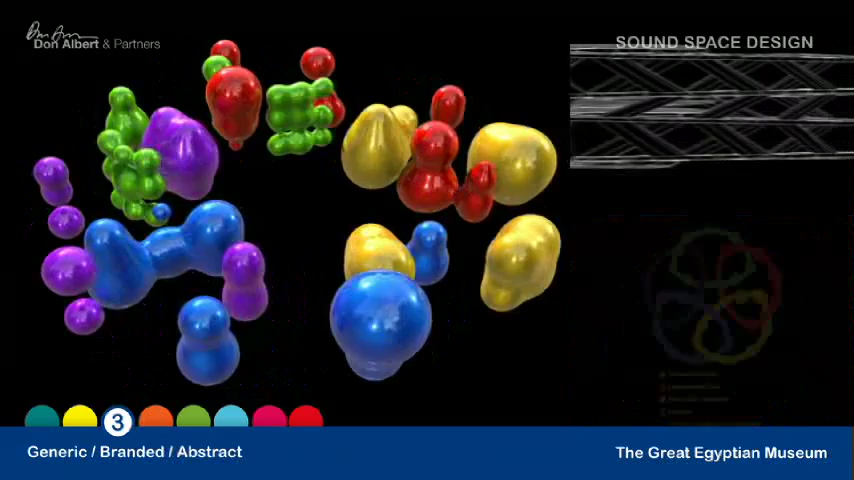 Don Albert & Partners
SOUND SPACE DESIGN
3
Generic / Branded / Abstract
The Great Egyptian Museum